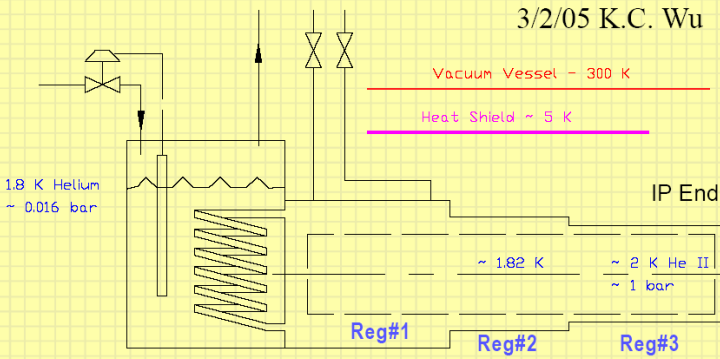 3/2/05 K.C. Wu
Vacuum Vessel - 300 K
Heat Shield ~ 5 K
1.8 K Helium
~ 0.016 bar
IP End
~ 1.82 K
~ 2 K He II
~ 1 bar
Reg#1
Reg#2
Reg#3